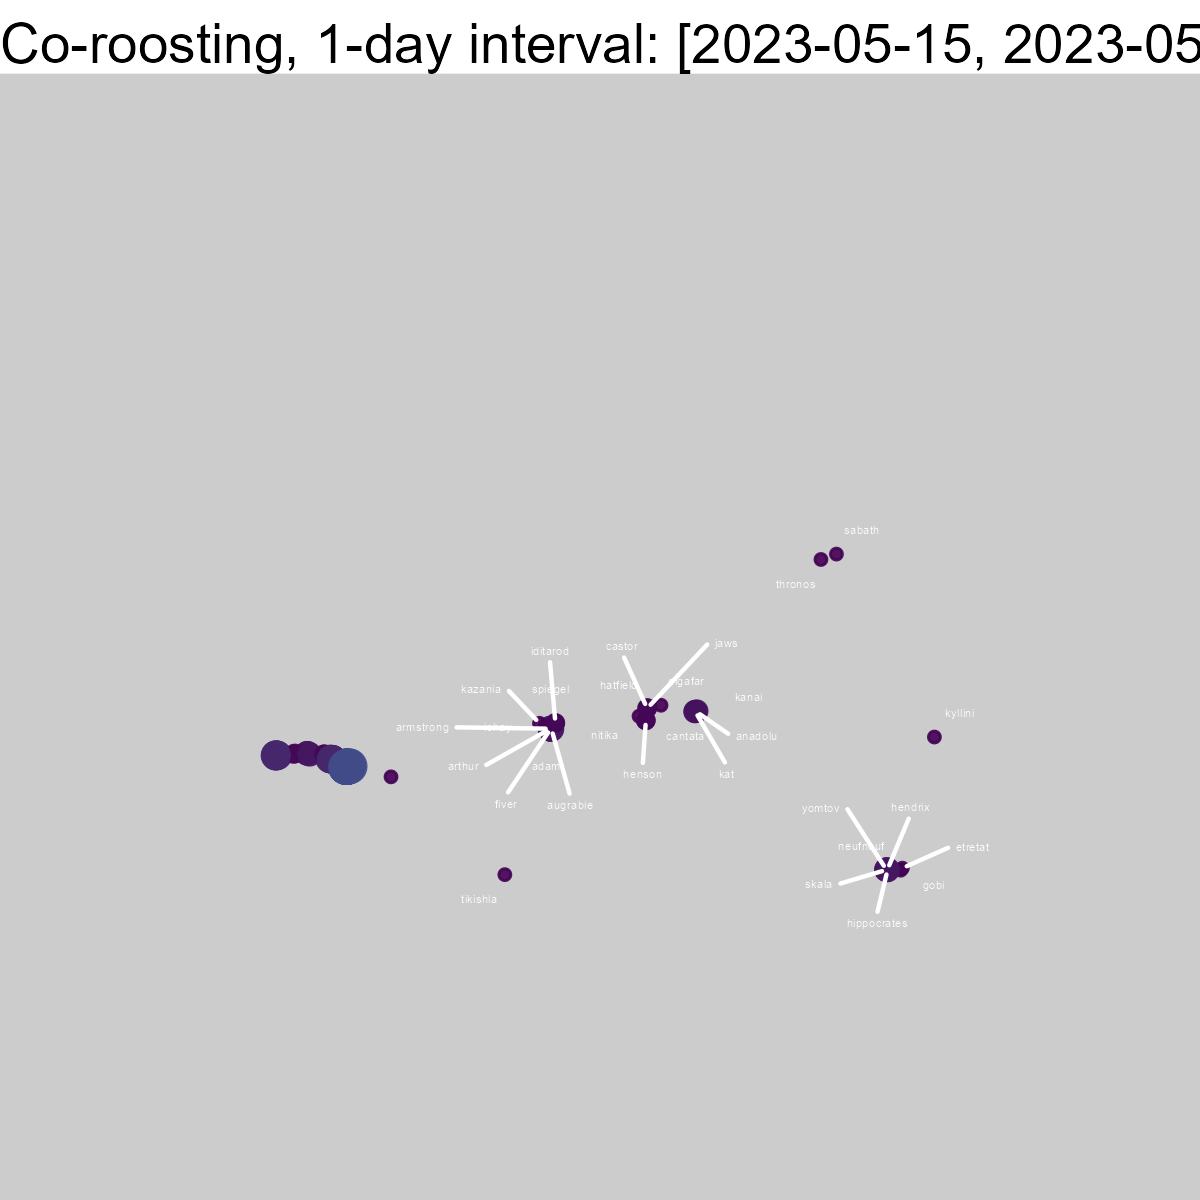 Co-roosting, 1-day interval: [2023-05-15, 2023-05
sabath
thronos
iditarod
castor
jaws
kazania
spiegel
hatfield
kanai
kyllini
armstrong
nitika
cantata
anadolu
arthur
adam
henson
kat
fiver
augrabie
yomtov
hendrix
neufneuf
etretat
skala
gobi
tikishla
hippocrates